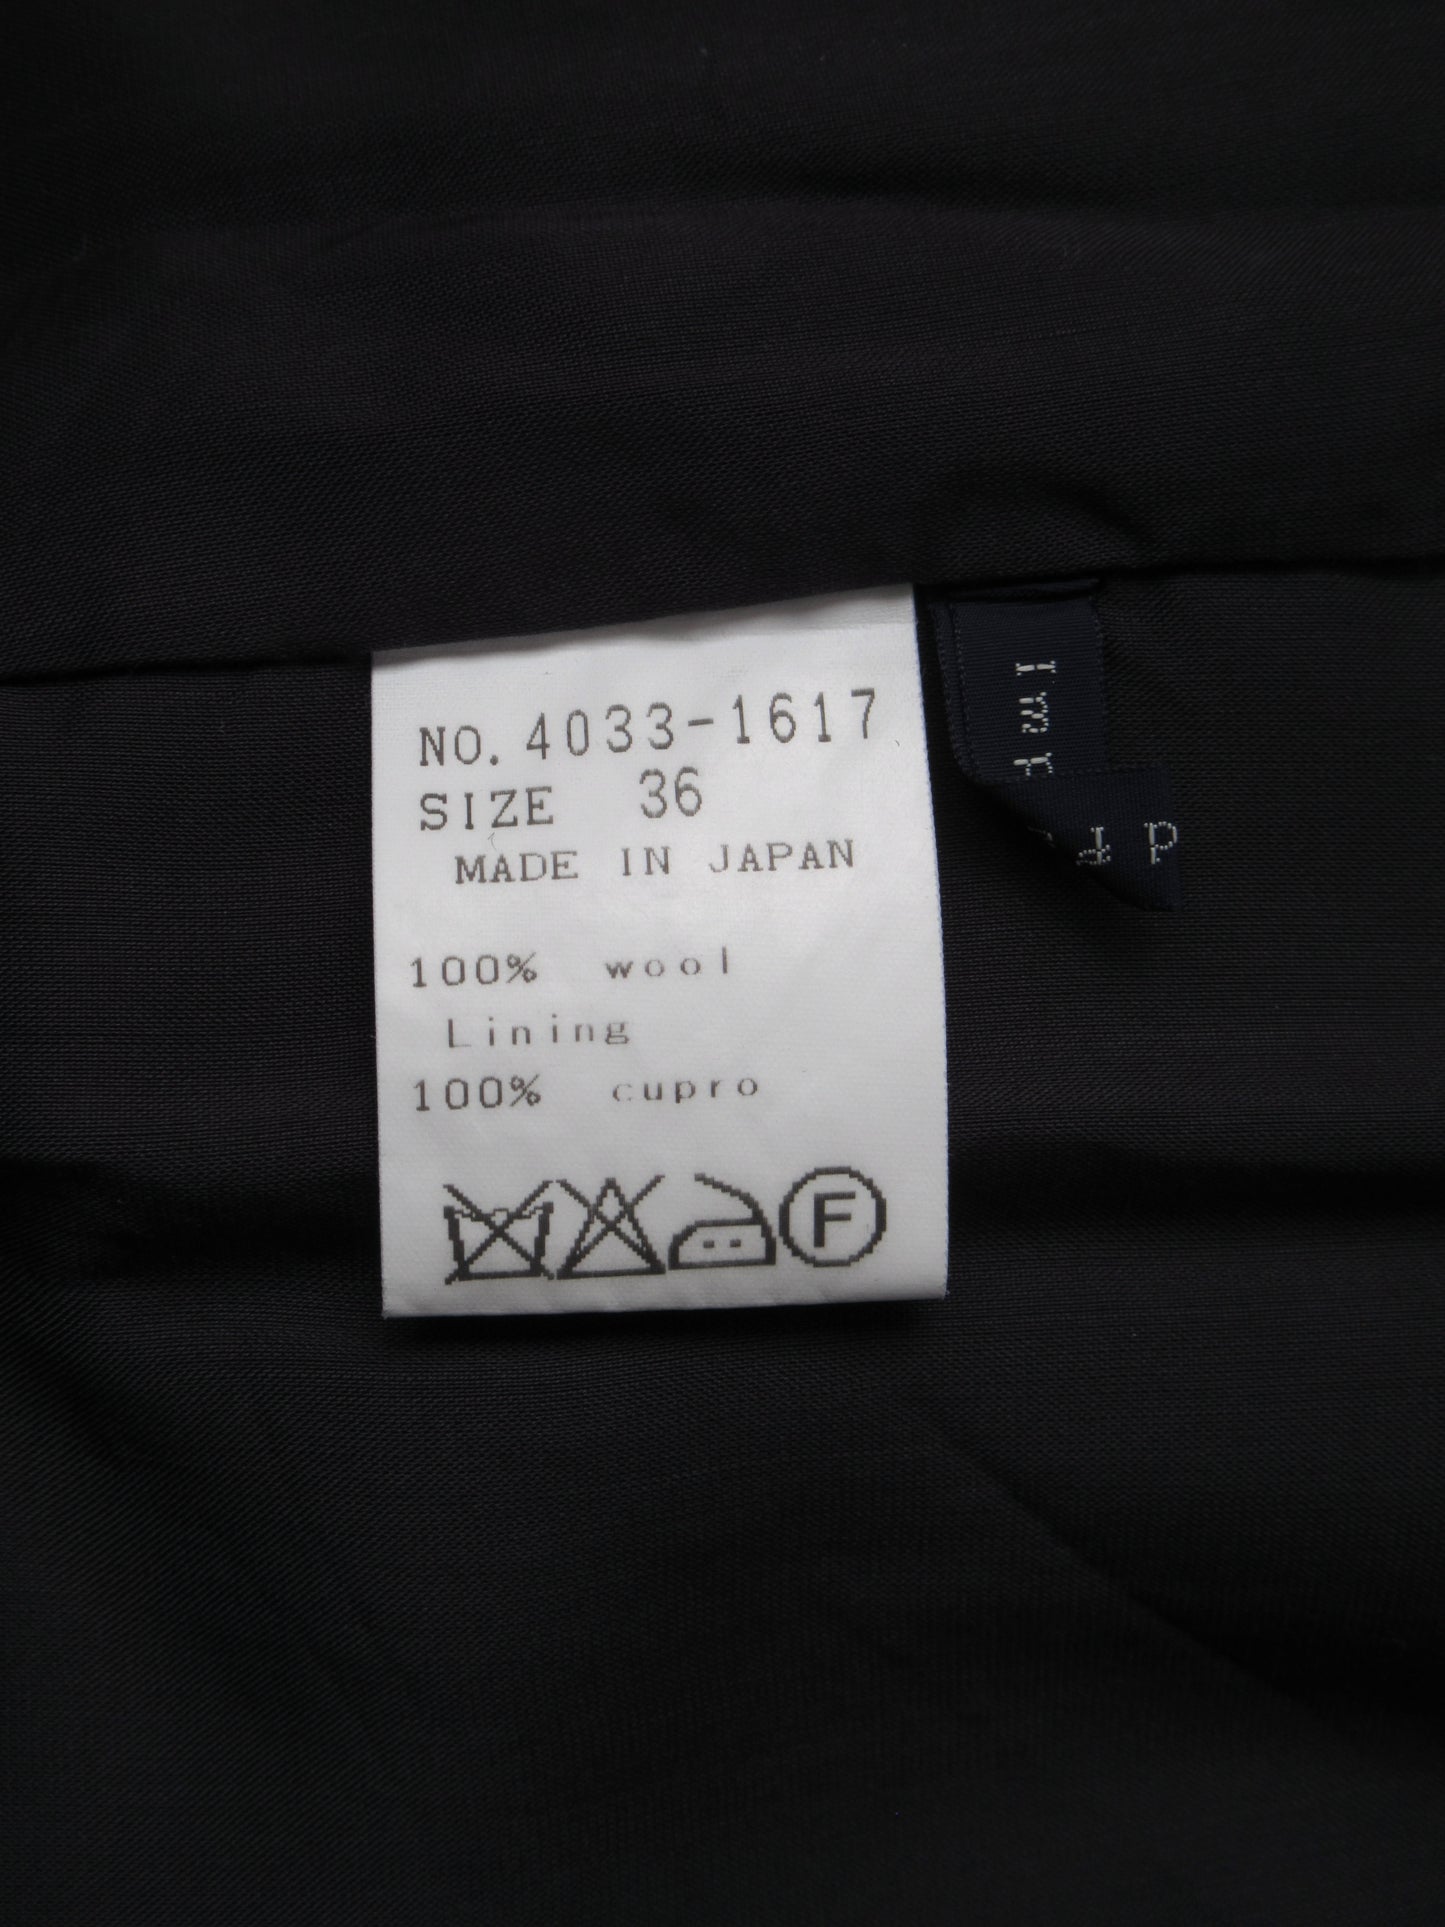 NO. 4033-1617
SIZE 36
MADE IN JAPAN
100% wool
Lining
100% cupro
F